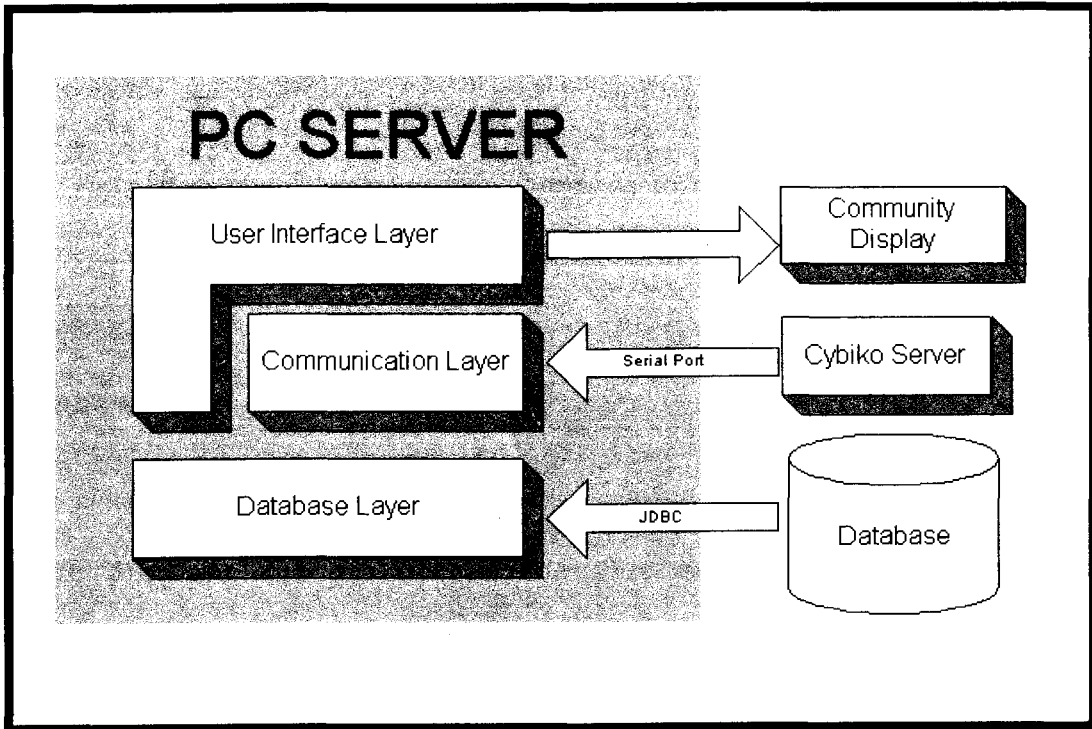 PC SERVER
User Interface Layer
Community
Display
Communication Layer
Serial Port
Cybiko Server
Database Layer
JDBC
Database